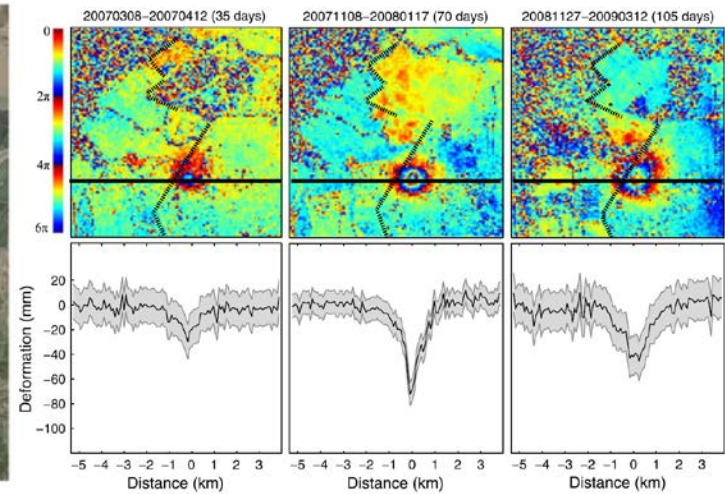 20070308−20070412 (35 days)
20071108−20080117 (70 days)
20081127−20090312 (105 days)
0
2π
4π
6π
Deformation (mm)
20
0
−20
−40
−60
−80
−100
−5 −4 −3 −2 −1 0 1 2 3
−5 −4 −3 −2 −1 0 1 2 3
−5 −4 −3 −2 −1 0 1 2 3
Distance (km)
Distance (km)
Distance (km)